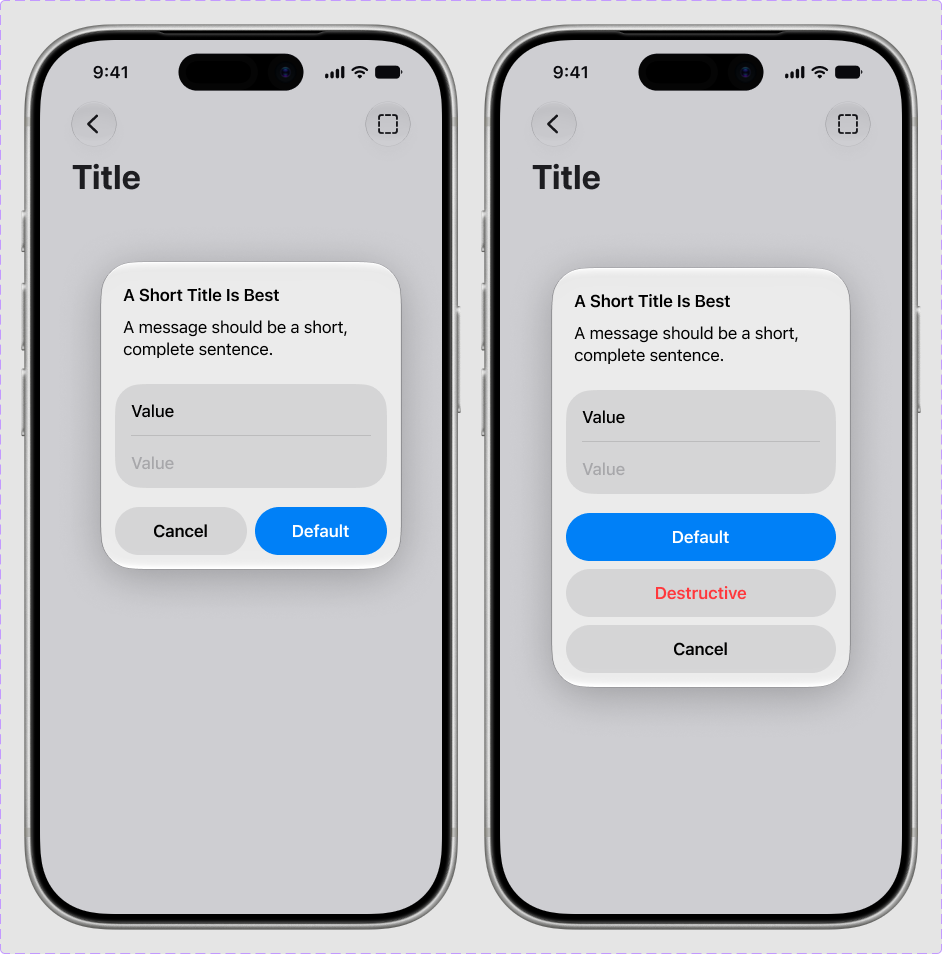 9:41
Title
A Short Title Is Best
A message should be a short,
complete sentence.
Value
Value
Cancel
Default
9:41
Title
A Short Title Is Best
A message should be a short,
complete sentence.
Value
Value
Default
Destructive
Cancel